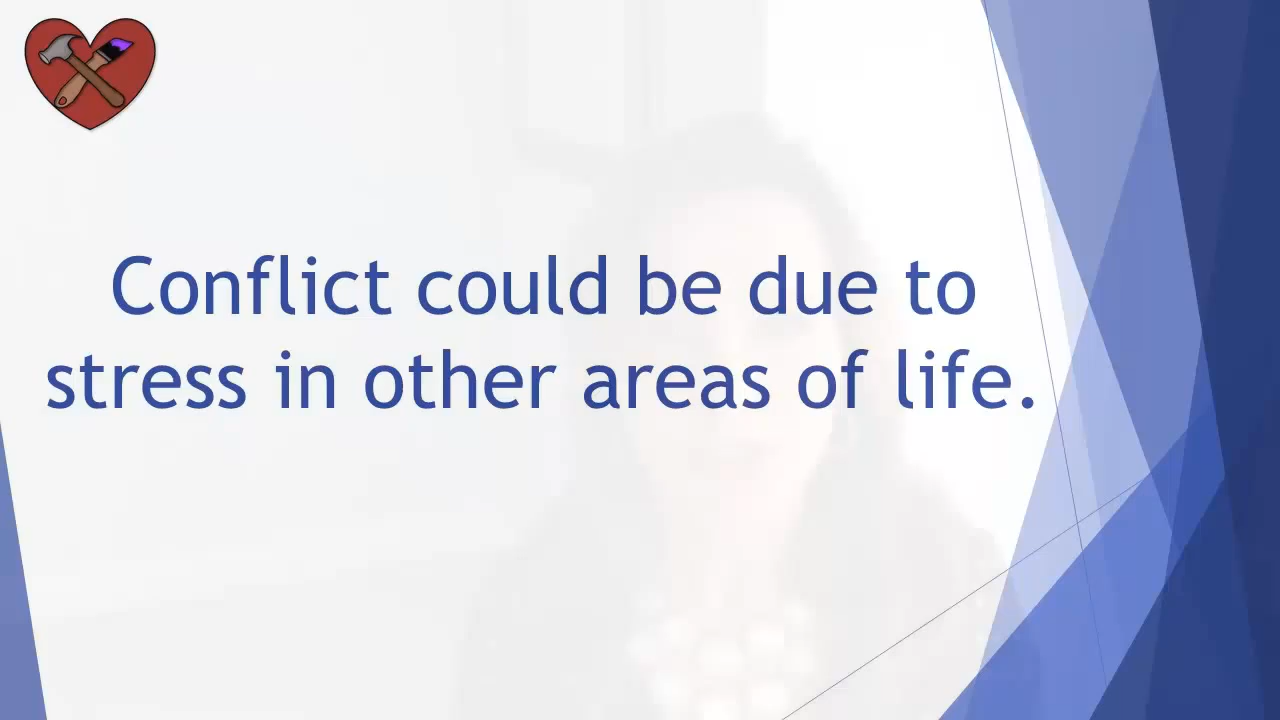 Conflict could be due to
stress in other areas of life.